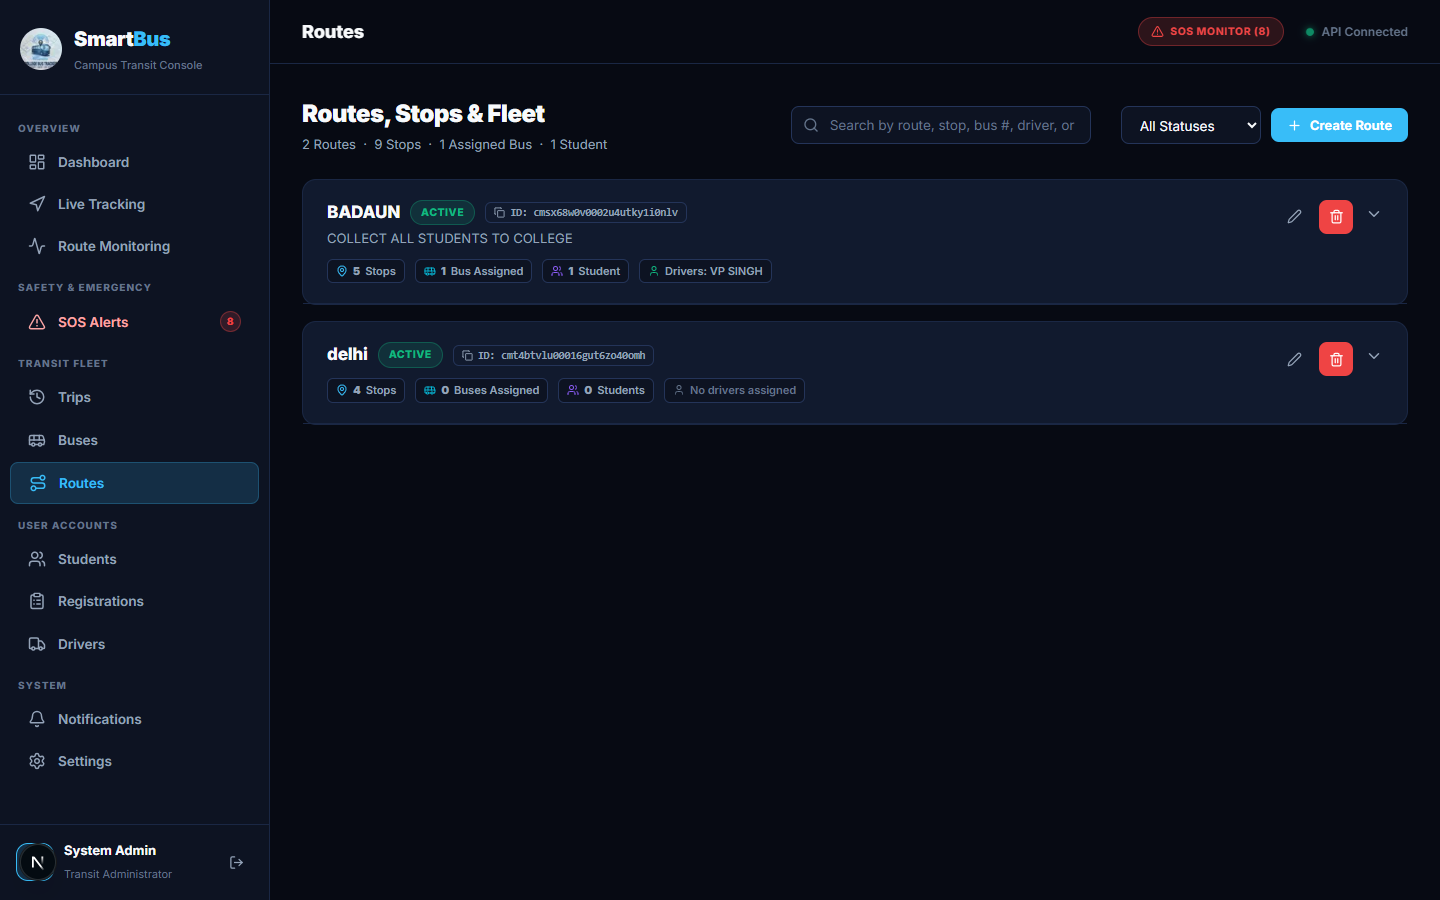 SmartBus
Campus Transit Console
OVERVIEW
Dashboard
Live Tracking
Route Monitoring
SAFETY & EMERGENCY
SOS Alerts 8
TRANSIT FLEET
Trips
Buses
Routes
USER ACCOUNTS
Students
Registrations
Drivers
SYSTEM
Notifications
Settings
N
System Admin
Transit Administrator
Routes
SOS MONITOR (8)
API Connected
Routes, Stops & Fleet
2 Routes · 9 Stops · 1 Assigned Bus · 1 Student
Search by route, stop, bus #, driver, or
All Statuses
Create Route
BADAUN ACTIVE ID: cmsx68w0v0002u4utky1i0nlv
COLLECT ALL STUDENTS TO COLLEGE
5 Stops 1 Bus Assigned 1 Student Drivers: VP SINGH
delhi ACTIVE ID: cmt4btvlu00016gut6zo40omh
4 Stops 0 Buses Assigned 0 Students No drivers assigned